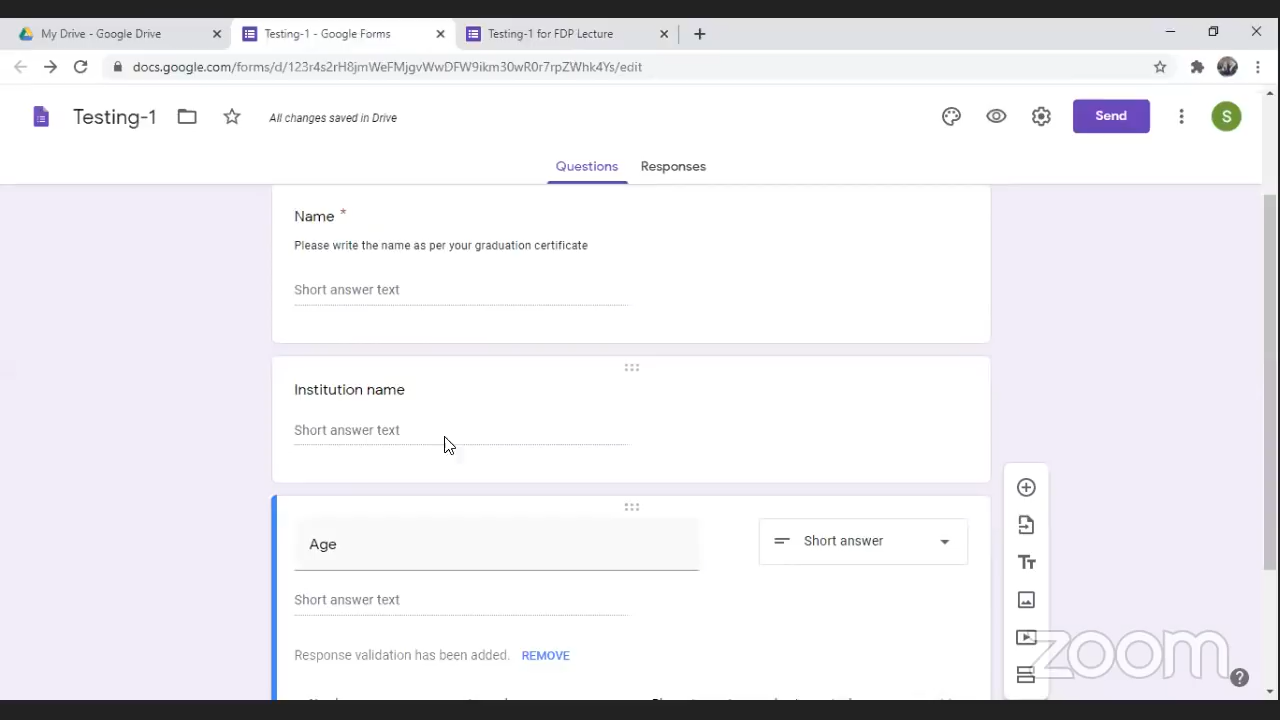 My Drive - Google Drive
Testing-1 - Google Forms
Testing-1 for FDP Lecture
docs.google.com/forms/d/123r4s2rH8jmWeFMjgvWwDFW9ikm30wR0r7rpZWhk4Ys/edit
Testing-1
All changes saved in Drive
Send
S
Questions
Responses
Name *
Please write the name as per your graduation certificate
Short answer text
Institution name
Short answer text
Age
Short answer
Short answer text
Response validation has been added. REMOVE
zoom